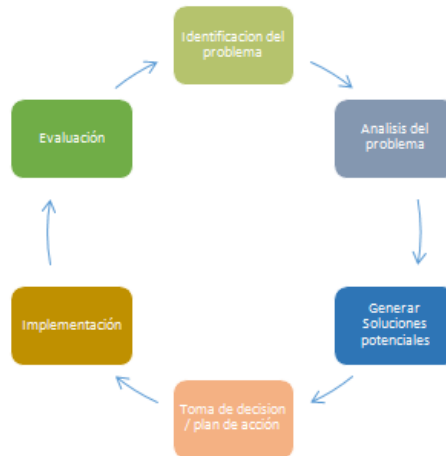 Identificacion del
problema
Analisis del
problema
Generar
Soluciones
potenciales
Toma de decision
/ plan de acción
Implementación
Evaluación